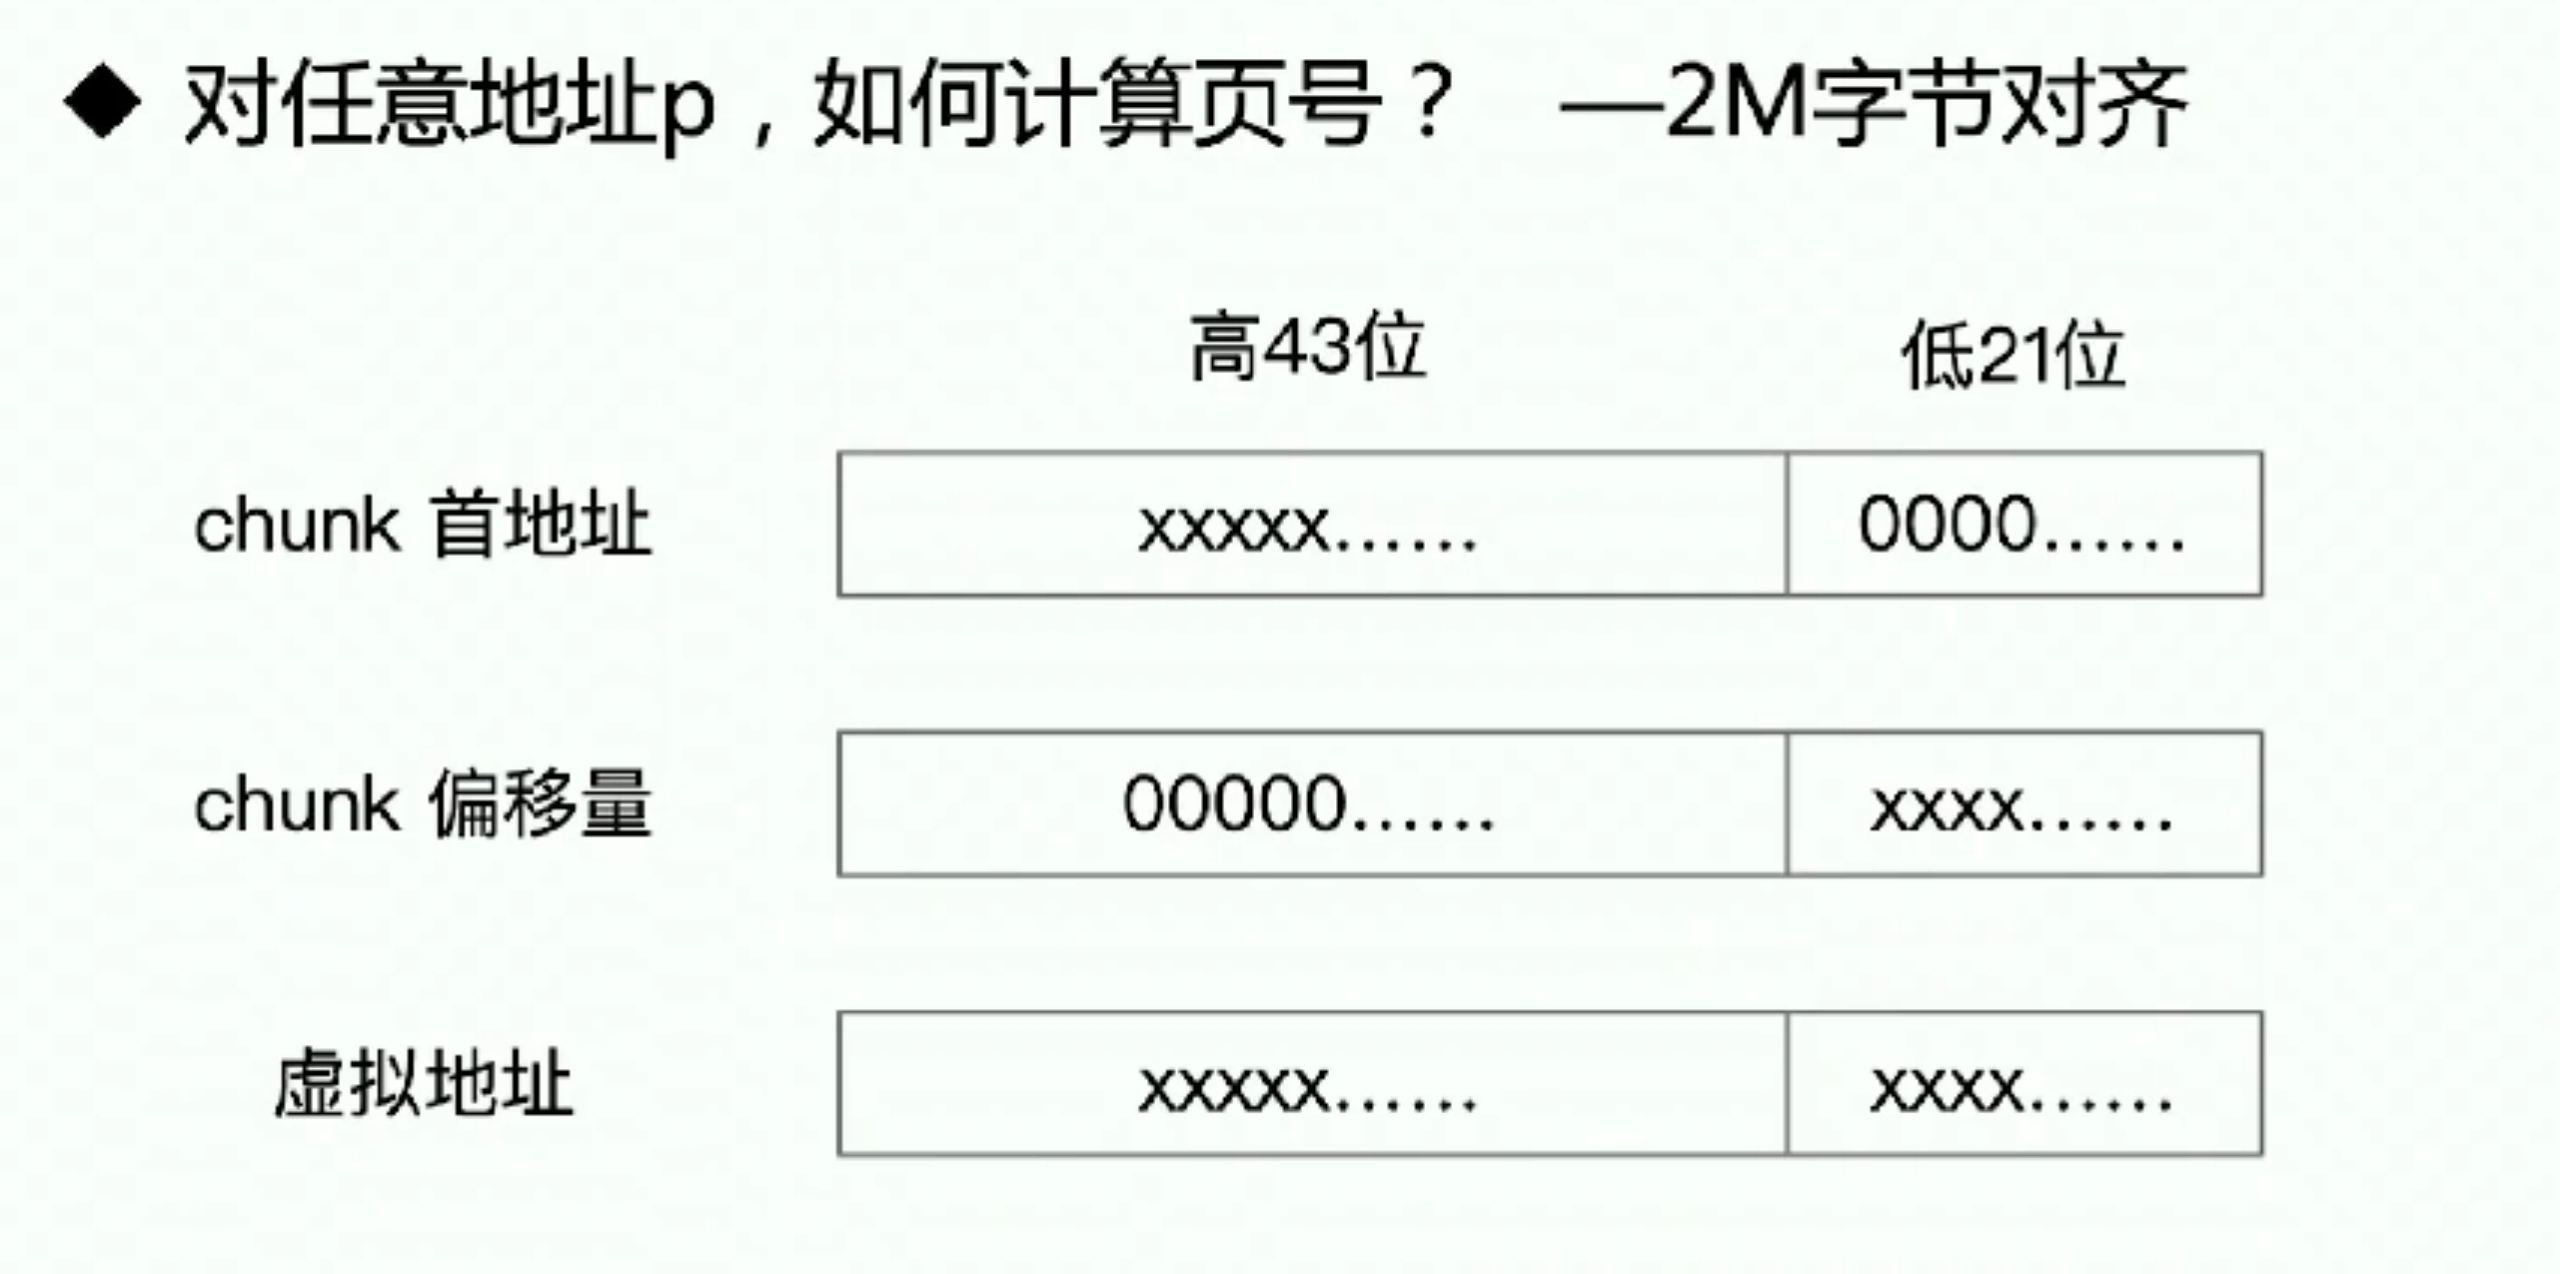 ◆ 对任意地址p，如何计算页号？ —2M字节对齐
高43位 低21位
chunk 首地址 xxxxx…… 0000……
chunk 偏移量 00000…… xxxx……
虚拟地址 xxxxx…… xxxx……